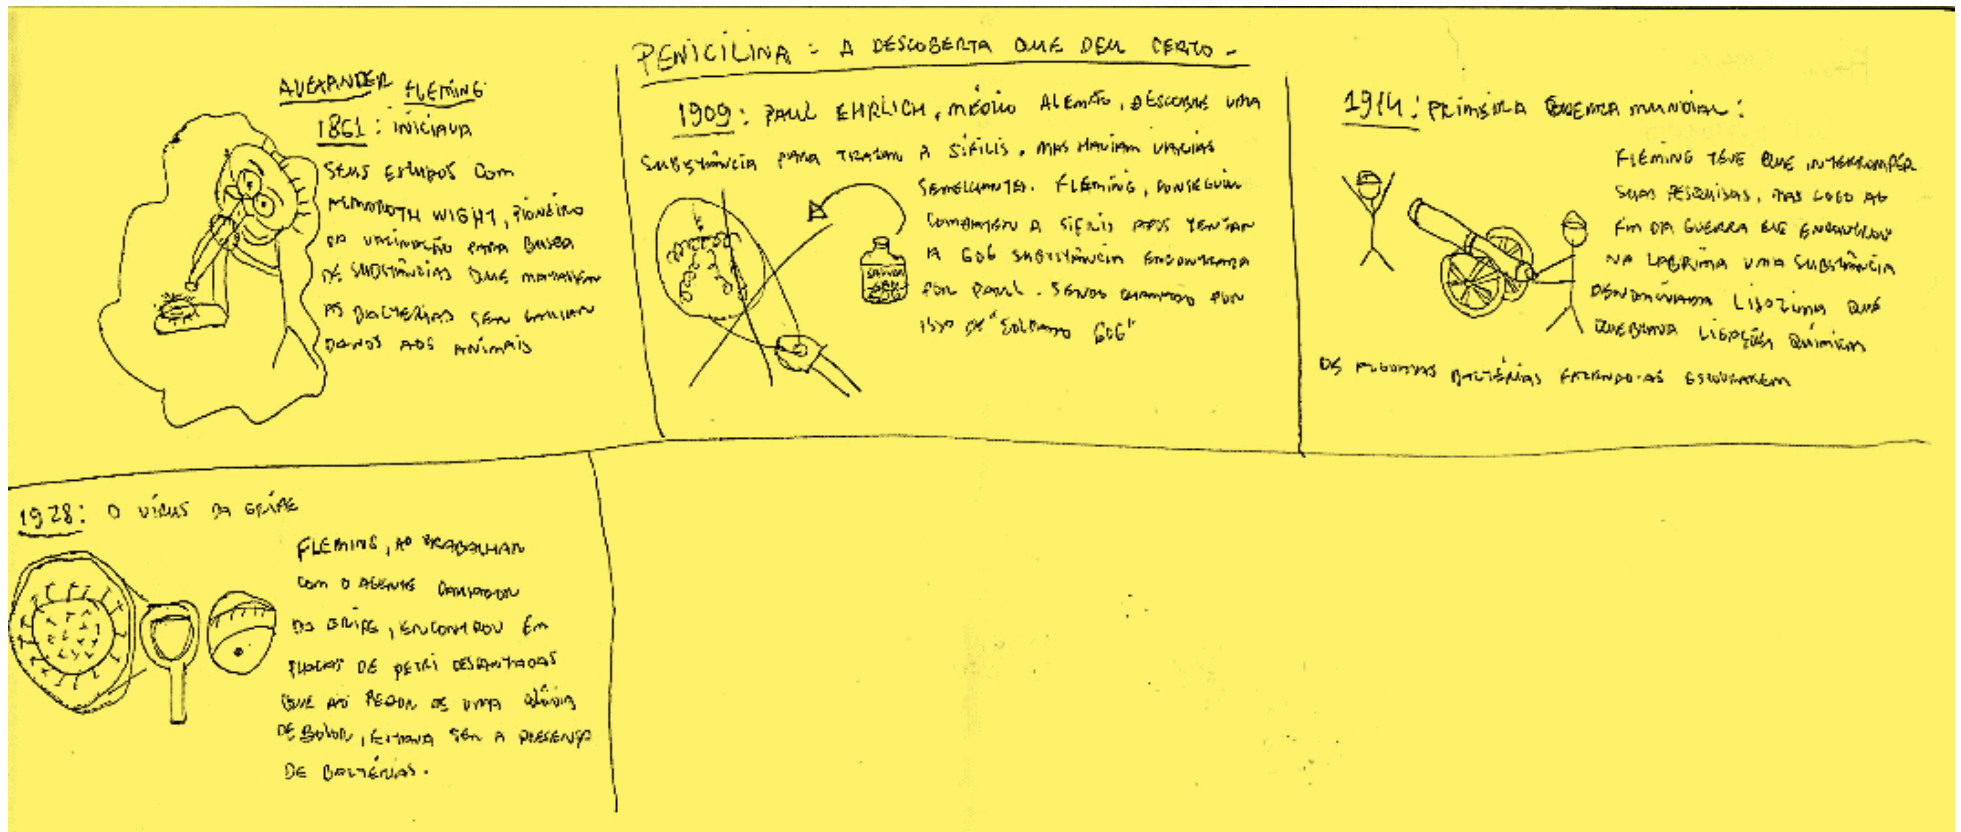 PENICILINA: A DESCOBERTA QUE DEU CERTO -
ALEXANDER FLEMING
1861: INICIAVA
SEUS ESTUDOS COM
ALMAROTH WIGHT, PIONEIRO
DA VACINAÇÃO PARA BUSCA
DE SUBSTÂNCIAS QUE MATASSEM
AS BACTERIAS SEM CAUSAR
DANOS AOS ANIMAIS
1909: PAUL EHRLICH, MÉDICO ALEMÃO, DESCOBRE UMA
SUBSTÂNCIA PARA TRATAR A SÍFILIS, MAS HAVIAM VÁRIAS
SEMELHANTES. FLEMING, CONSEGUIU
COMBATER A SÍFILIS APÓS TENTAR
A 606 SUBSTÂNCIA ENCONTRADA
POR PAUL. SENDO CHAMADO POR
ISSO DE "SOLDADO 606"
1914: PRIMEIRA GUERRA MUNDIAL:
FLEMING TEVE QUE INTERROMPER
SUAS PESQUISAS, MAS LOGO AO
FIM DA GUERRA ELE ENCONTROU
NA LÁGRIMA UMA SUBSTÂNCIA
DENOMINADA LISOZIMA QUE
QUEBRAVA LIGAÇÕES QUÍMICAS
DE ALGUMAS BACTÉRIAS FAZENDO-AS ESTOURAREM
1928: O VÍRUS DA GRIPE
FLEMING, AO TRABALHAR
COM O AGENTE CAUSADOR
DA GRIPE, ENCONTROU EM
PLACAS DE PETRI DESCARTADAS
QUE AO REDOR DE UMA COLÔNIA
DE BOLOR, ESTAVA SEM A PRESENÇA
DE BACTÉRIAS.